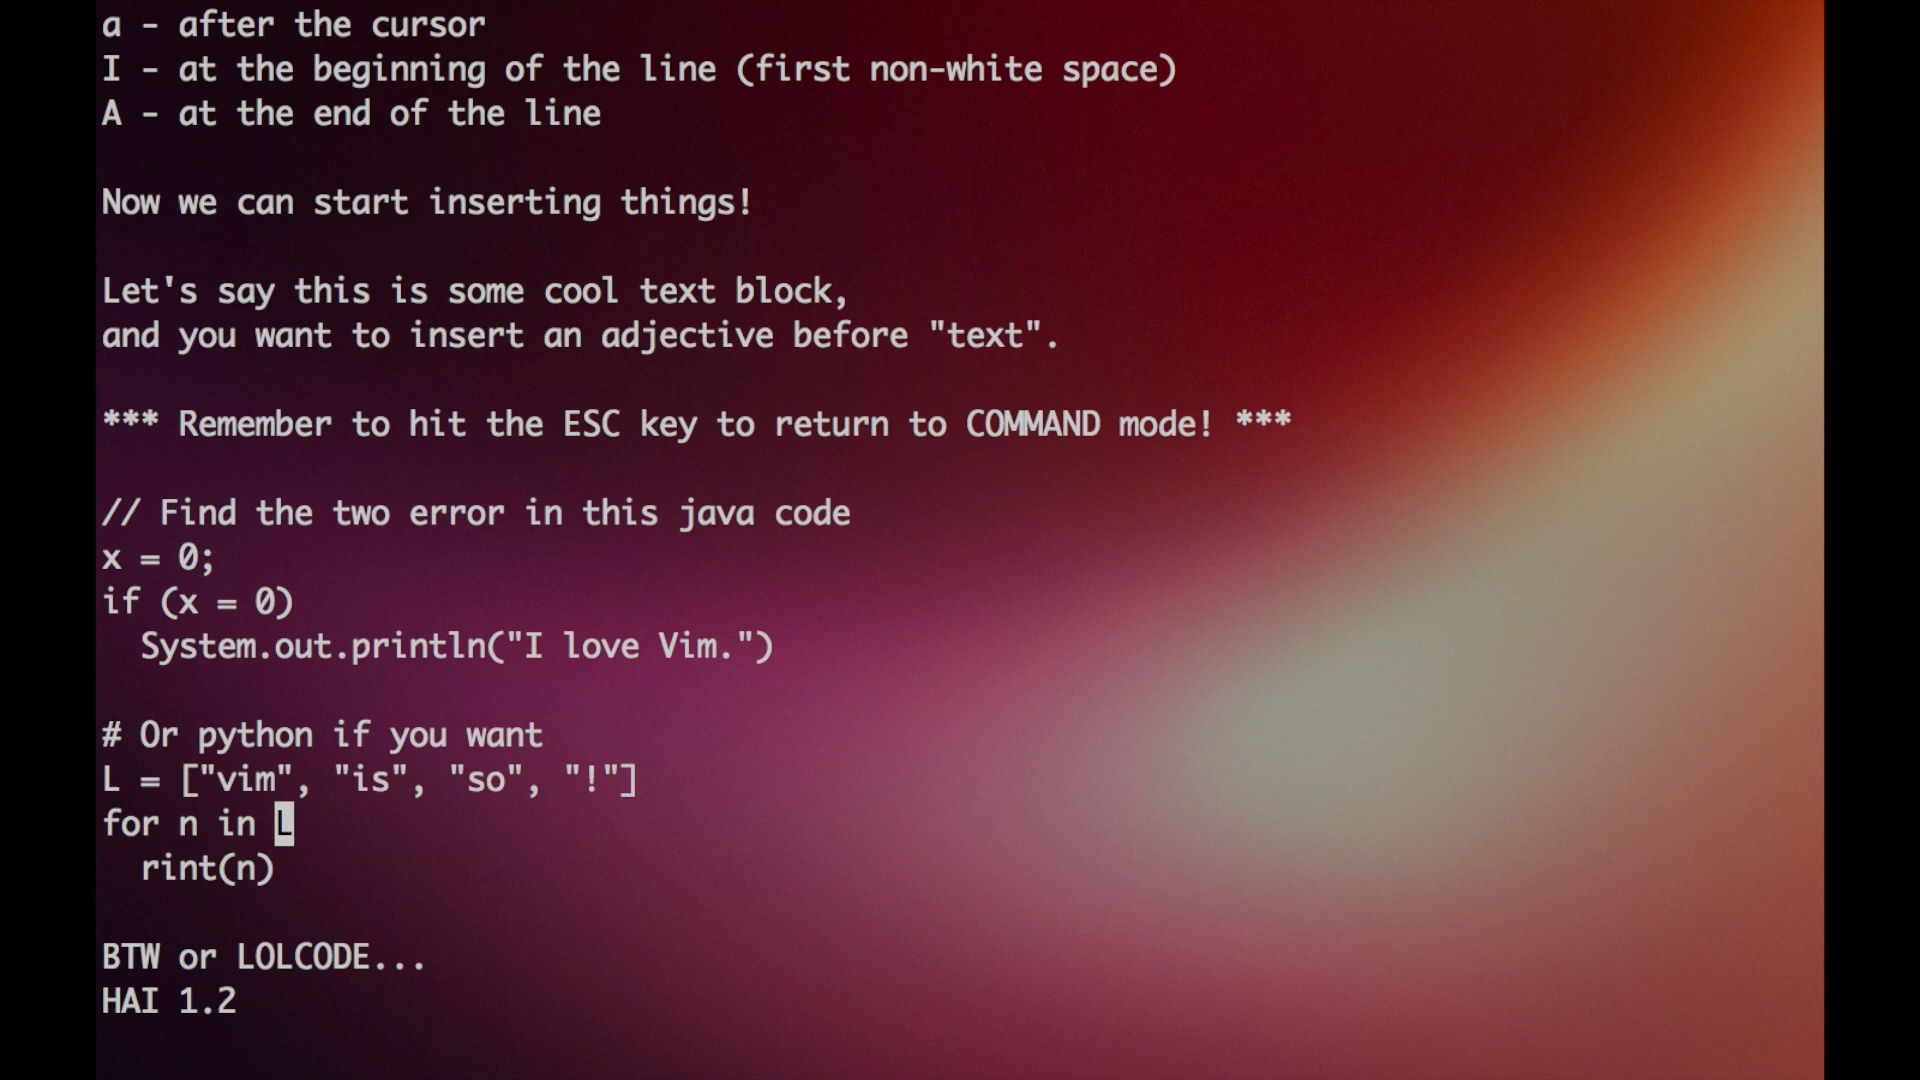 a - after the cursor
I - at the beginning of the line (first non-white space)
A - at the end of the line
Now we can start inserting things!
Let's say this is some cool text block,
and you want to insert an adjective before "text".
*** Remember to hit the ESC key to return to COMMAND mode! ***
// Find the two error in this java code
x = 0;
if (x = 0)
  System.out.println("I love Vim.")
# Or python if you want
L = ["vim", "is", "so", "!"]
for n in L
  rint(n)
BTW or LOLCODE...
HAI 1.2